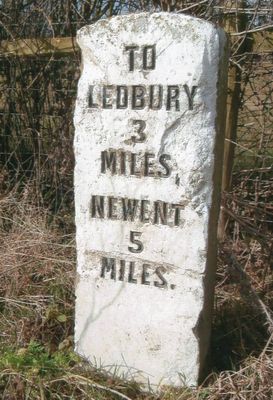 TO
LEDBURY
3
MILES,
NEWENT
5
MILES.